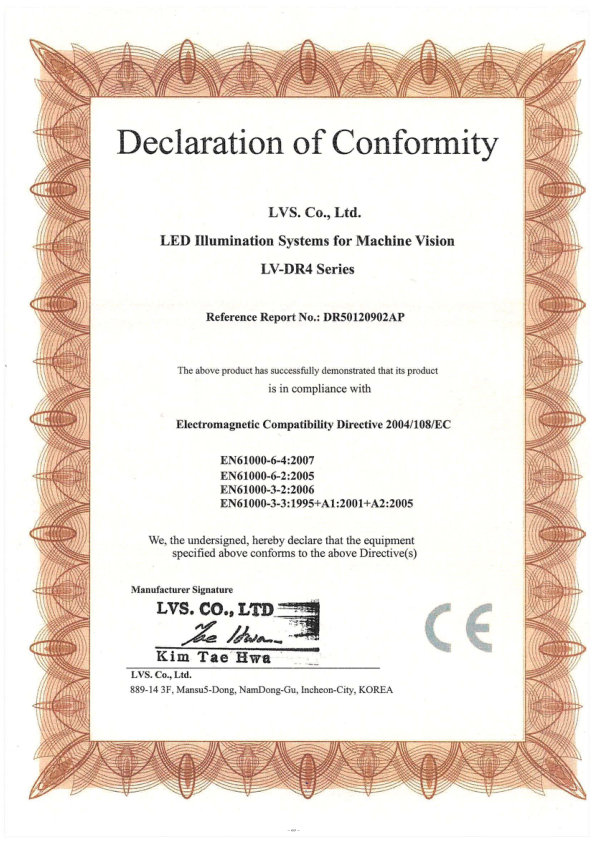 Declaration of Conformity
LVS. Co., Ltd.
LED Illumination Systems for Machine Vision
LV-DR4 Series
Reference Report No.: DR50120902AP
The above product has successfully demonstrated that its product
is in compliance with
Electromagnetic Compatibility Directive 2004/108/EC
EN61000-6-4:2007
EN61000-6-2:2005
EN61000-3-2:2006
EN61000-3-3:1995+A1:2001+A2:2005
We, the undersigned, hereby declare that the equipment
specified above conforms to the above Directive(s)
Manufacturer Signature
LVS. CO., LTD
Tae Hwan
Kim Tae Hwa
CE
LVS. Co., Ltd.
889-14 3F, Mansu5-Dong, NamDong-Gu, Incheon-City, KOREA